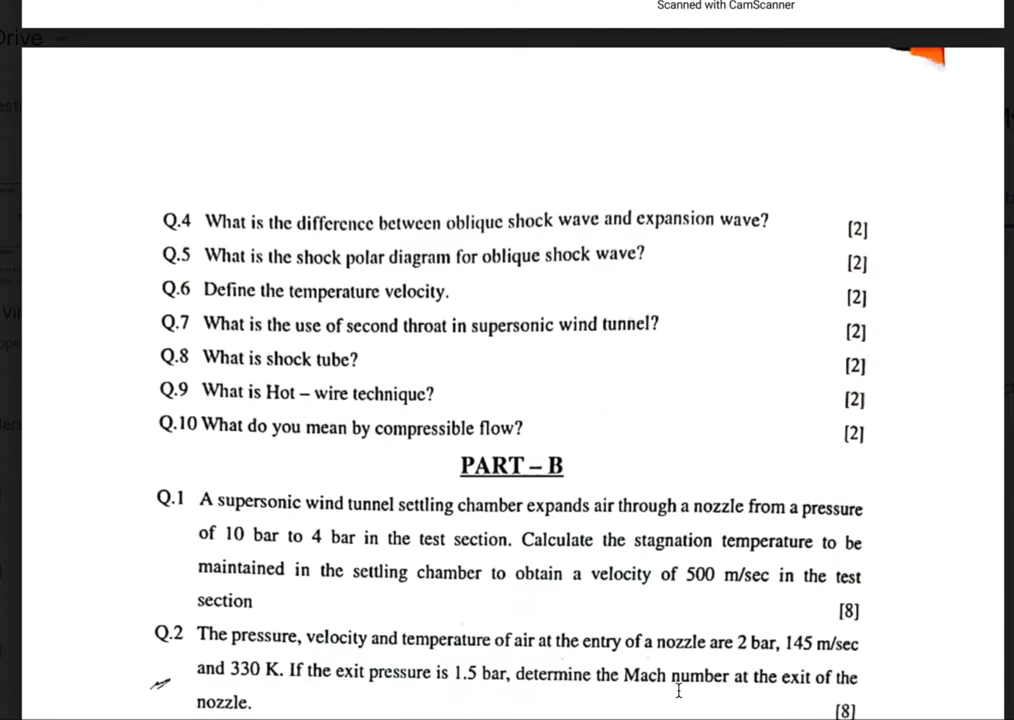 Scanned with CamScanner
Drive
Q.4 What is the difference between oblique shock wave and expansion wave? [2]
Q.5 What is the shock polar diagram for oblique shock wave? [2]
Q.6 Define the temperature velocity. [2]
Q.7 What is the use of second throat in supersonic wind tunnel? [2]
Q.8 What is shock tube? [2]
Q.9 What is Hot – wire technique? [2]
Q.10 What do you mean by compressible flow? [2]
PART – B
Q.1 A supersonic wind tunnel settling chamber expands air through a nozzle from a pressure
of 10 bar to 4 bar in the test section. Calculate the stagnation temperature to be
maintained in the settling chamber to obtain a velocity of 500 m/sec in the test
section [8]
Q.2 The pressure, velocity and temperature of air at the entry of a nozzle are 2 bar, 145 m/sec
and 330 K. If the exit pressure is 1.5 bar, determine the Mach number at the exit of the
nozzle. [8]